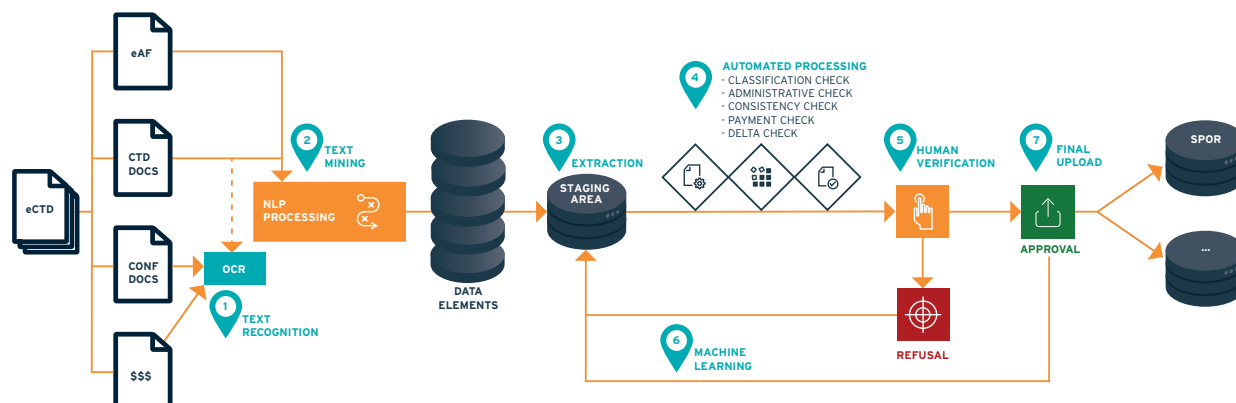 eCTD
eAF
CTD
DOCS
CONF
DOCS
$$$
OCR
1
TEXT
RECOGNITION
2
TEXT
MINING
NLP
PROCESSING
DATA
ELEMENTS
3
EXTRACTION
STAGING
AREA
4
AUTOMATED PROCESSING
- CLASSIFICATION CHECK
- ADMINISTRATIVE CHECK
- CONSISTENCY CHECK
- PAYMENT CHECK
- DELTA CHECK
5
HUMAN
VERIFICATION
REFUSAL
6
MACHINE
LEARNING
7
FINAL
UPLOAD
APPROVAL
SPOR
...